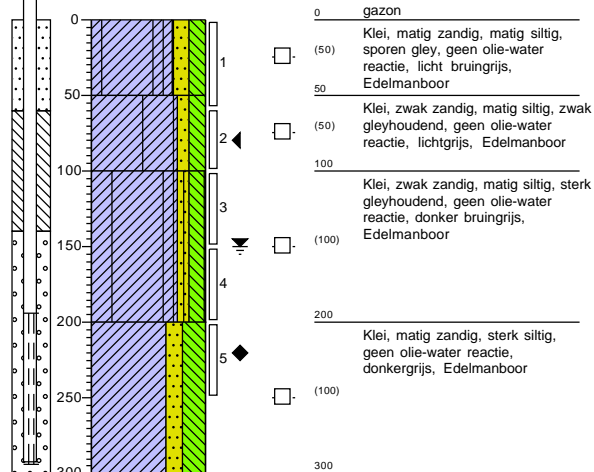 0
50
100
150
200
250
300
1
2
3
4
5
0
gazon
(50)
Klei, matig zandig, matig siltig,
sporen gley, geen olie-water
reactie, licht bruingrijs,
Edelmanboor
50
(50)
Klei, zwak zandig, matig siltig, zwak
gleyhoudend, geen olie-water
reactie, lichtgrijs, Edelmanboor
100
(100)
Klei, zwak zandig, matig siltig, sterk
gleyhoudend, geen olie-water
reactie, donker bruingrijs,
Edelmanboor
200
(100)
Klei, matig zandig, sterk siltig,
geen olie-water reactie,
donkergrijs, Edelmanboor
300